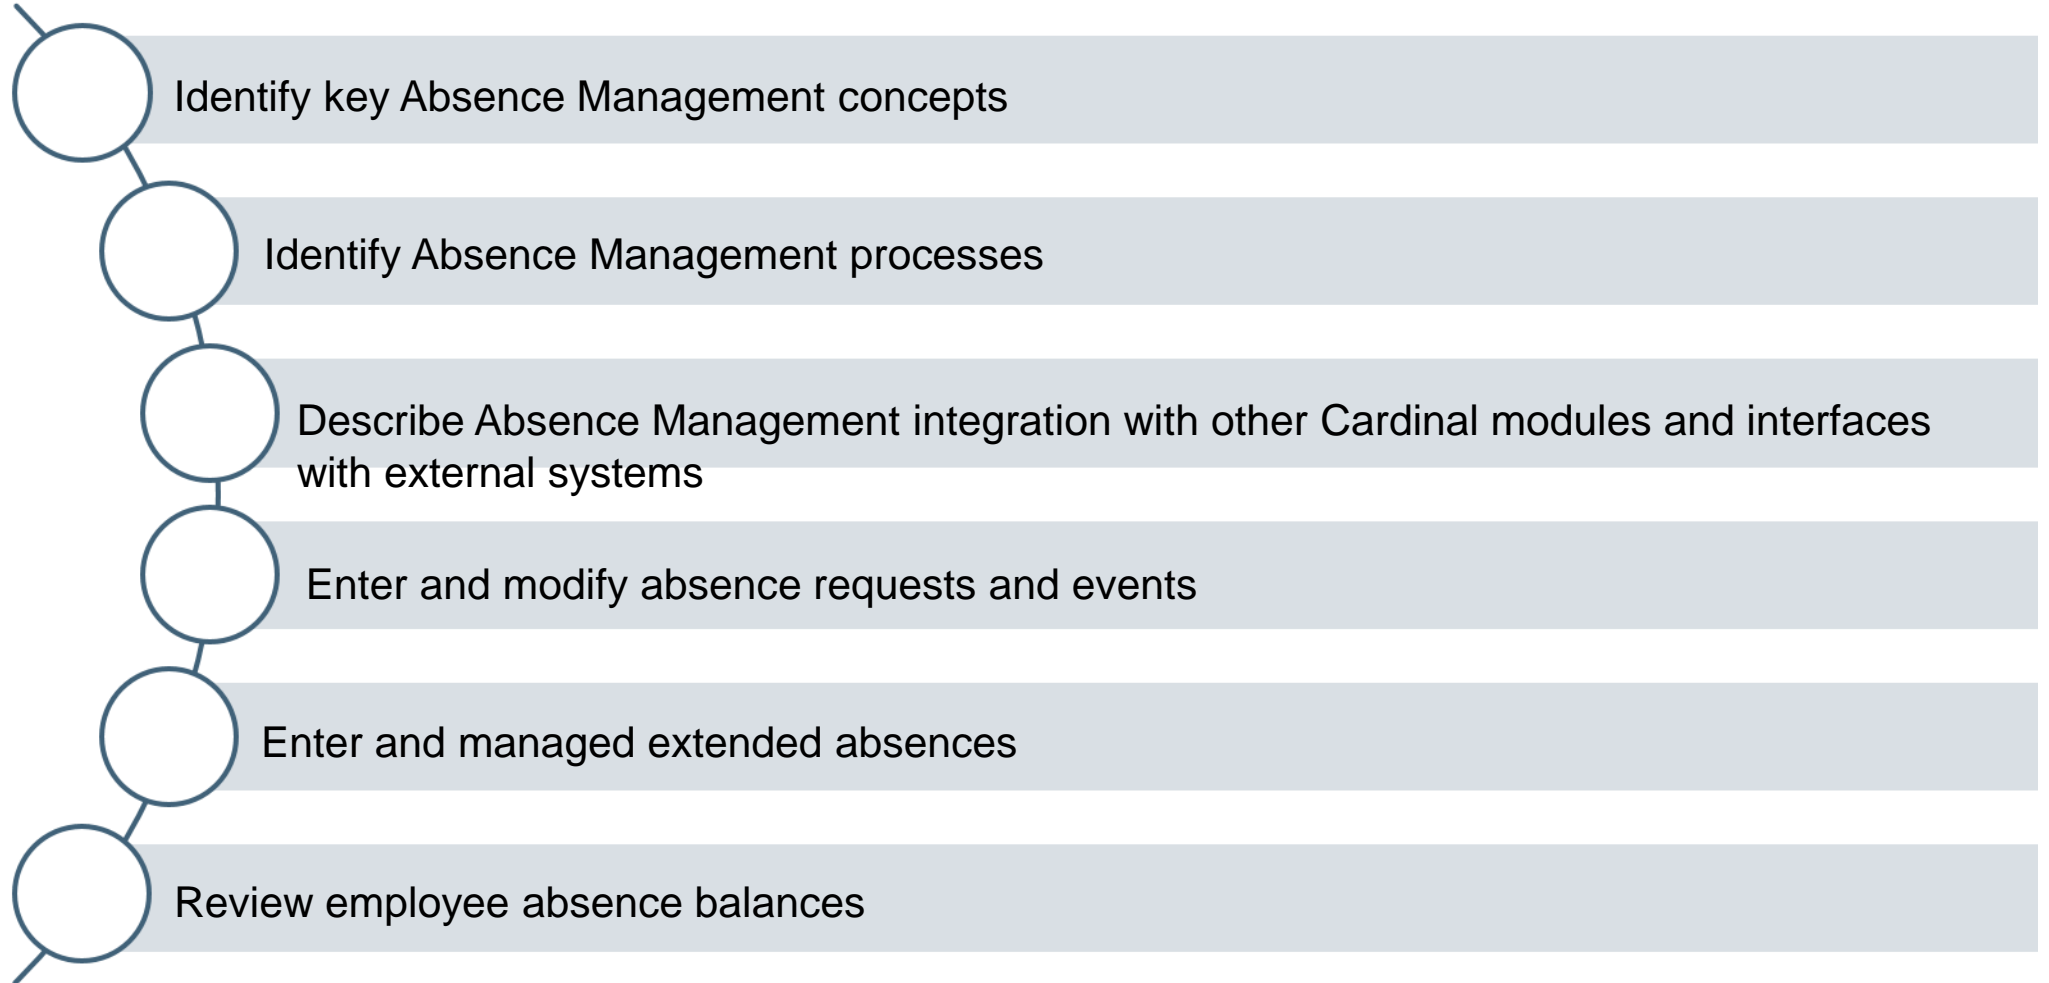 Identify key Absence Management concepts
Identify Absence Management processes
Describe Absence Management integration with other Cardinal modules and interfaces
with external systems
Enter and modify absence requests and events
Enter and managed extended absences
Review employee absence balances